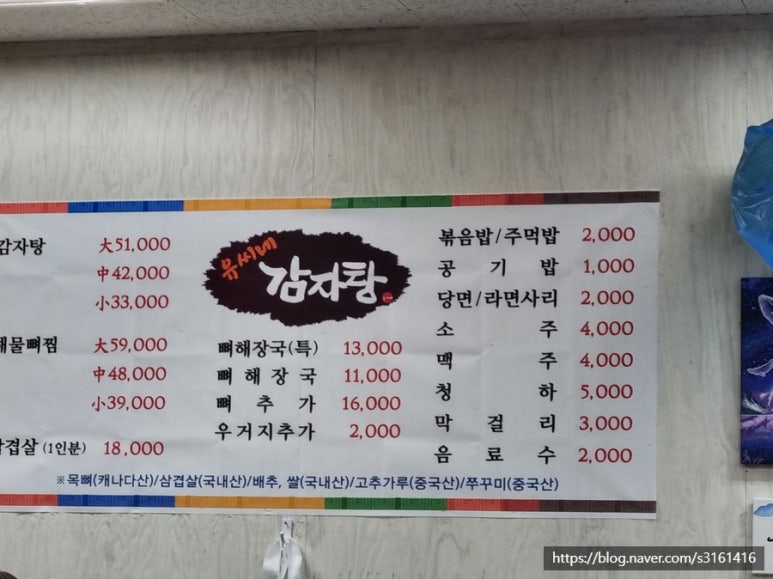 유씨네
감자탕
감자탕 大51,000
中42,000
小33,000
해물뼈찜 大59,000
中48,000
小39,000
삼겹살 (1인분) 18,000
뼈해장국(특) 13,000
뼈해장국 11,000
뼈추가 16,000
우거지추가 2,000
볶음밥/주먹밥 2,000
공기밥 1,000
당면/라면사리 2,000
소주 4,000
맥주 4,000
청하 5,000
막걸리 3,000
음료수 2,000
※목뼈(캐나다산)/삼겹살(국내산)/배추, 쌀(국내산)/고추가루(중국산)/쭈꾸미(중국산)
https://blog.naver.com/s3161416